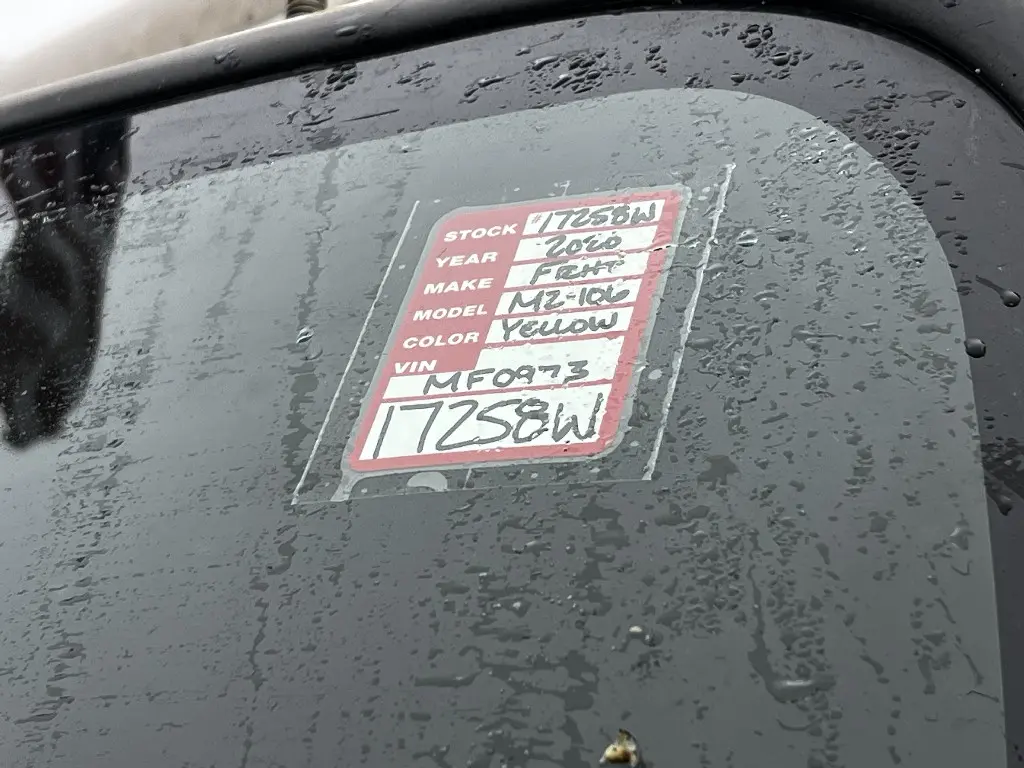 STOCK #17258W
YEAR 2020
MAKE FRHT
MODEL M2-106
COLOR YELLOW
VIN
MF0973
17258W